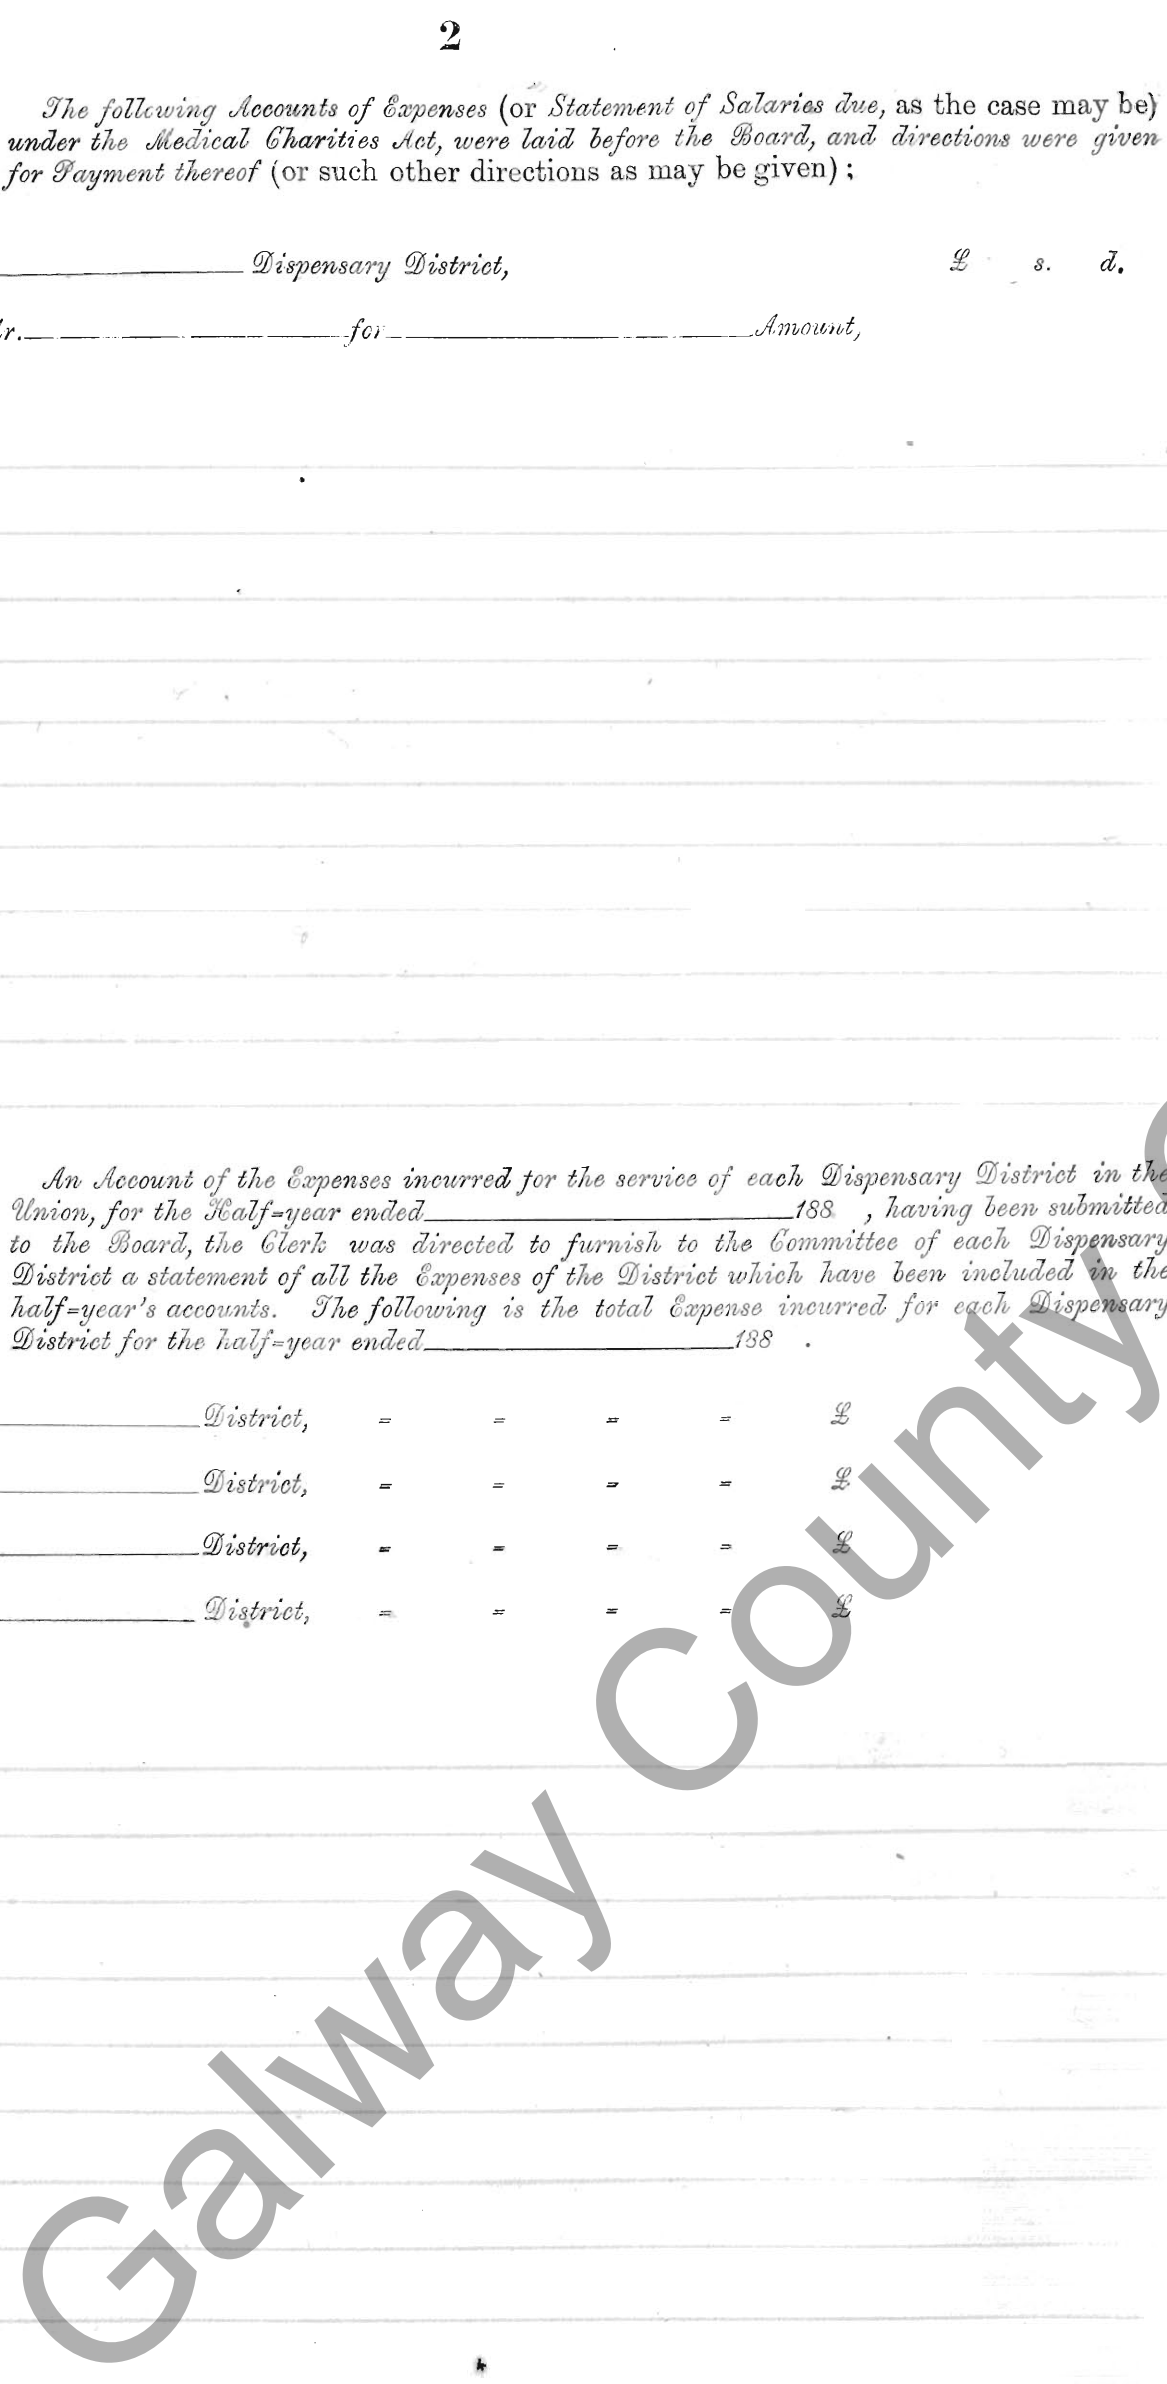 2
The following Accounts of Expenses (or Statement of Salaries due, as the case may be)
under the Medical Charities Act, were laid before the Board, and directions were given
for Payment thereof (or such other directions as may be given) ;
Dispensary District, £ s. d.
r. for Amount,
An Account of the Expenses incurred for the service of each Dispensary District in the
Union, for the Half=year ended 188 , having been submitted
to the Board, the Clerk was directed to furnish to the Committee of each Dispensary
District a statement of all the Expenses of the District which have been included in the
half=year's accounts. The following is the total Expense incurred for each Dispensary
District for the half=year ended 188 .
District, = = = = £
District, = = = = £
District, = = = = £
District, = = = = £
Galway County